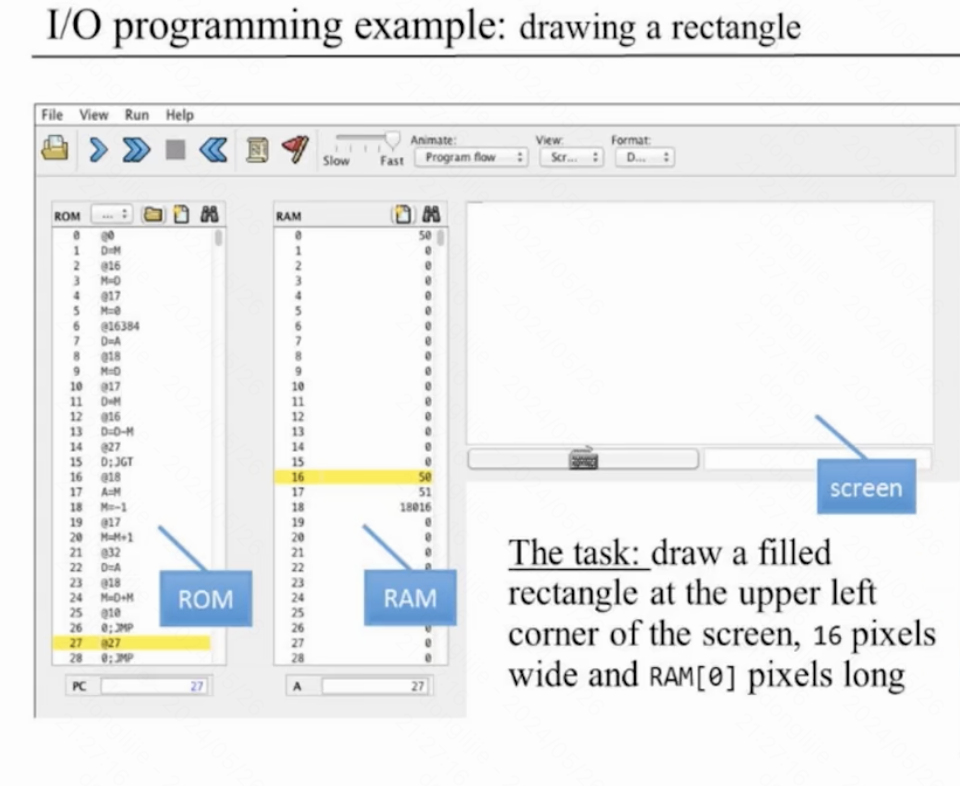 I/O programming example: drawing a rectangle
File View Run Help
Slow Fast
Animate:
Program flow
View:
Scr...
Format:
D...
ROM ...
0 @0
1 D=M
2 @16
3 M=D
4 @17
5 M=0
6 @16384
7 D=A
8 @18
9 M=D
10 @17
11 D=M
12 @16
13 D=D-M
14 @27
15 D;JGT
16 @18
17 A=M
18 M=-1
19 @17
20 M=M+1
21 @32
22 D=A
23 @18
24 M=D+M
25 @10
26 0;JMP
27 @27
28 0;JMP
PC 27
ROM
RAM
0 50
1 0
2 0
3 0
4 0
5 0
6 0
7 0
8 0
9 0
10 0
11 0
12 0
13 0
14 0
15 0
16 50
17 51
18 18016
19 0
20 0
21 0
22 0
23
24
25
26 0
27 0
28 0
A 27
RAM
screen
The task: draw a filled
rectangle at the upper left
corner of the screen, 16 pixels
wide and RAM[0] pixels long